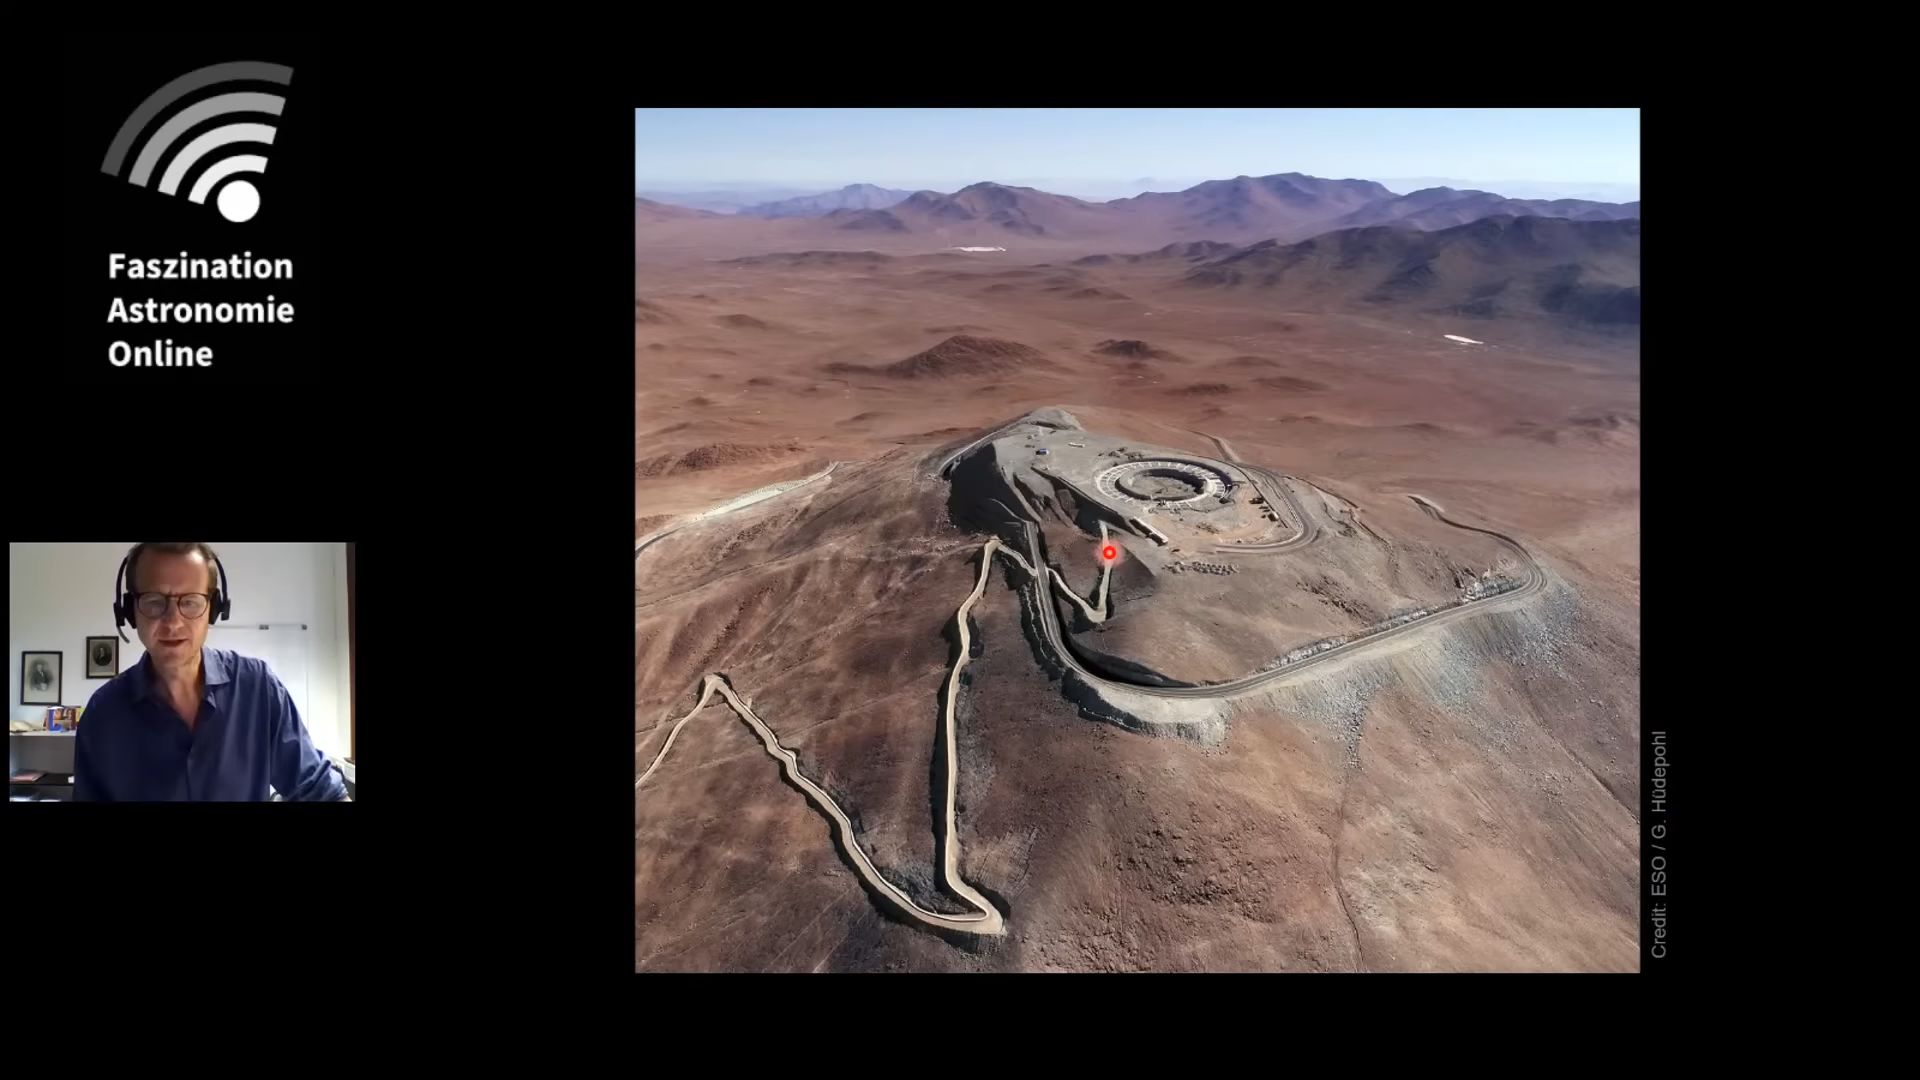 Faszination
Astronomie
Online
Credit: ESO / G. Hüdepohl